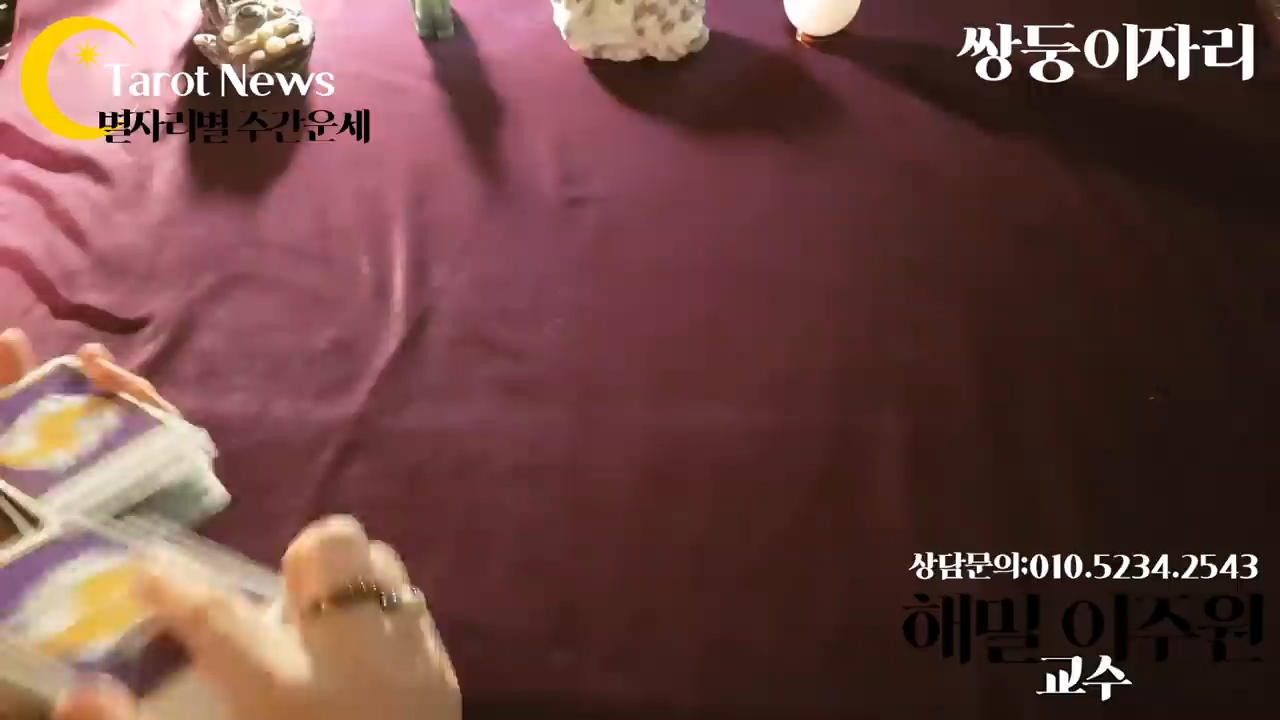 Tarot News
별자리별 주간운세
쌍둥이자리
상담문의:010.5234.2543
해밀 이주원
교수